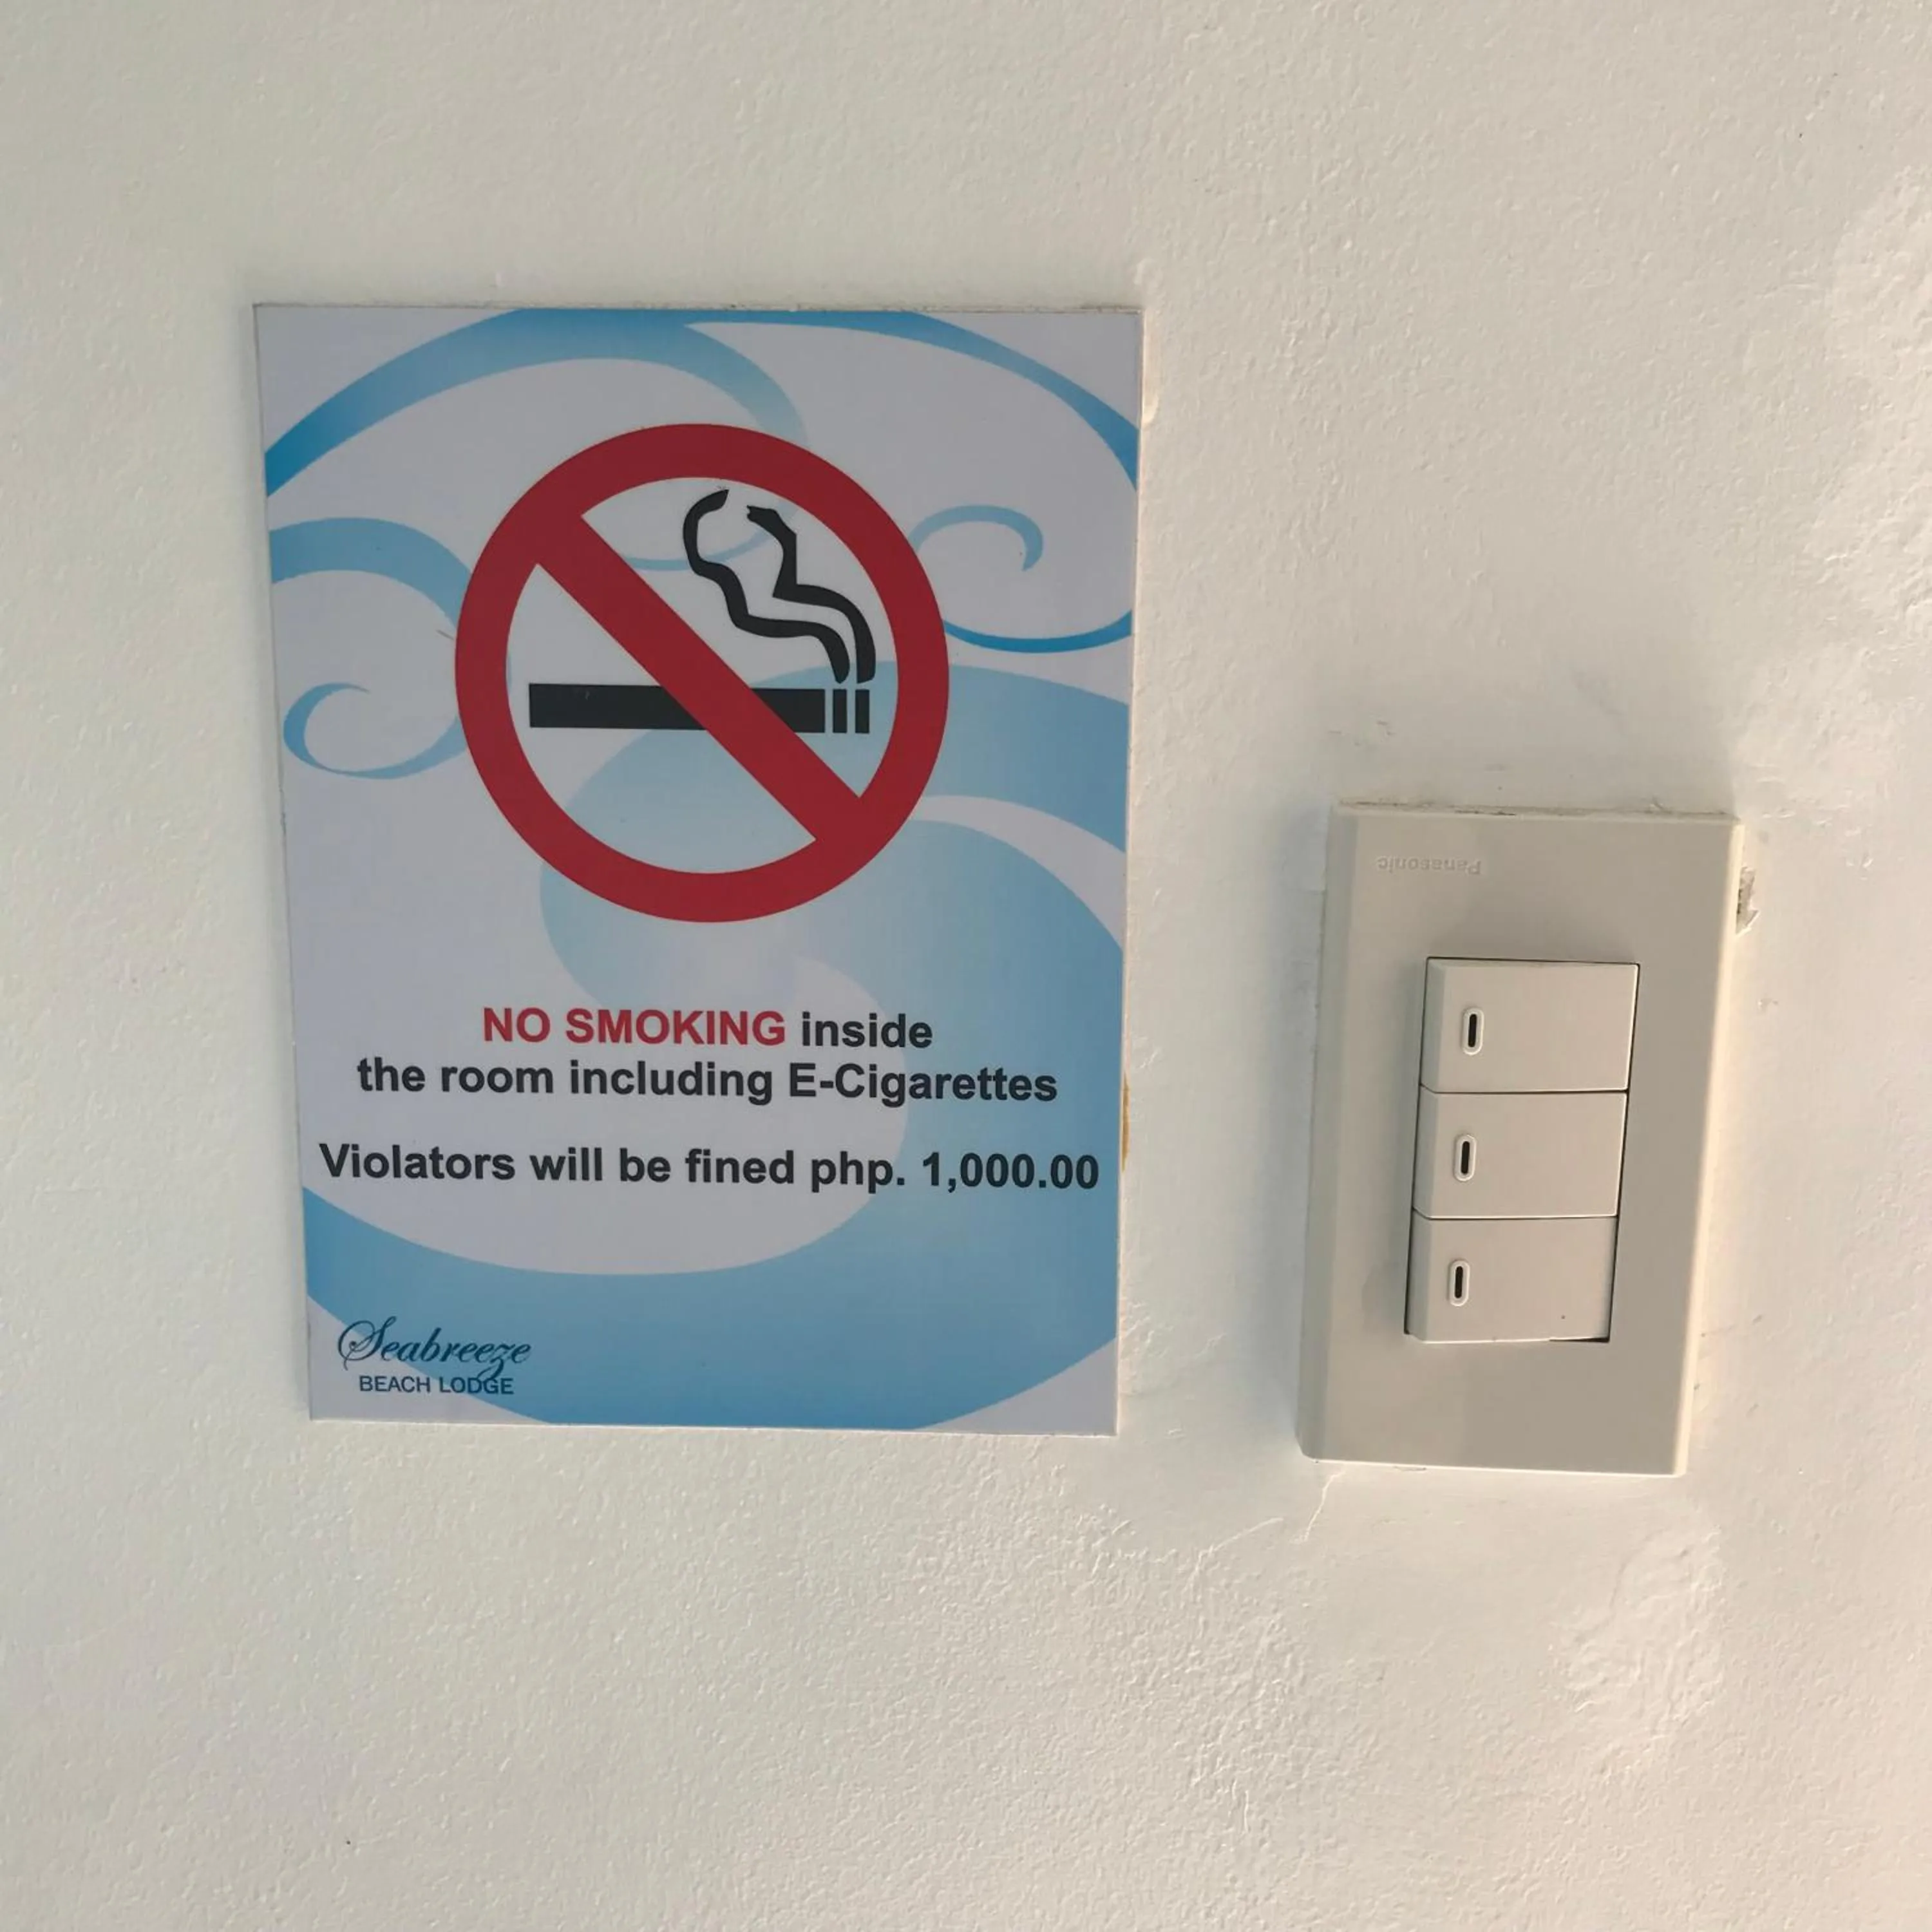 NO SMOKING inside
the room including E-Cigarettes
Violators will be fined php. 1,000.00
Seabreeze
BEACH LODGE
Panasonic